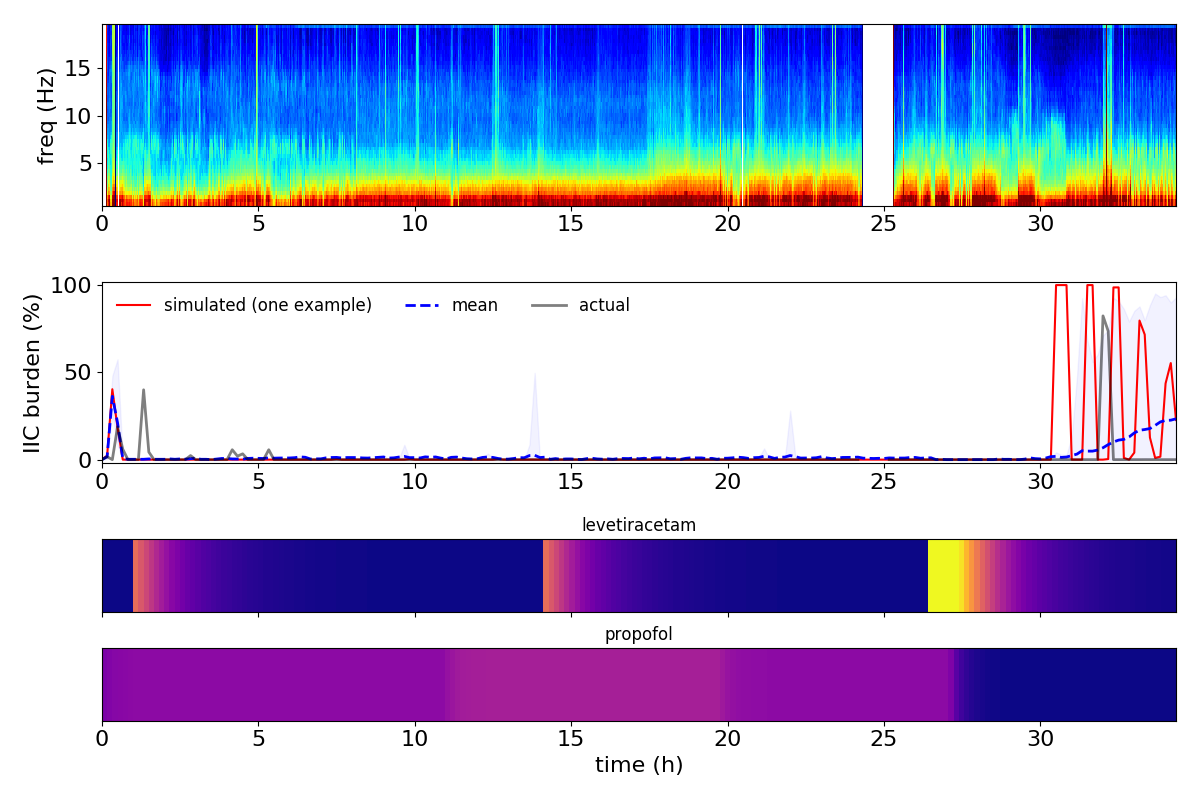 freq (Hz)
15
10
5
0 5 10 15 20 25 30
IIC burden (%)
100
50
0
simulated (one example) mean actual
0 5 10 15 20 25 30
levetiracetam
propofol
0 5 10 15 20 25 30
time (h)